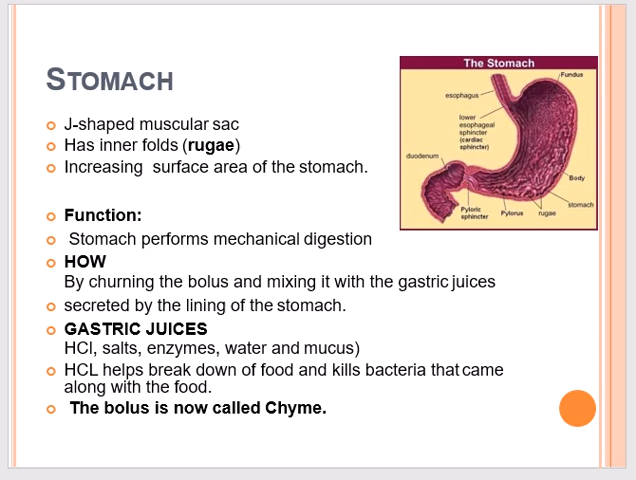 STOMACH
J-shaped muscular sac
Has inner folds (rugae)
Increasing surface area of the stomach.
Function:
Stomach performs mechanical digestion
HOW
By churning the bolus and mixing it with the gastric juices
secreted by the lining of the stomach.
GASTRIC JUICES
HCl, salts, enzymes, water and mucus)
HCL helps break down of food and kills bacteria that came
along with the food.
The bolus is now called Chyme.
The Stomach
Fundus
esophagus
lower
esophageal
sphincter
(cardiac
sphincter)
duodenum
Body
stomach
Pyloric
sphincter
Pylorus
rugae